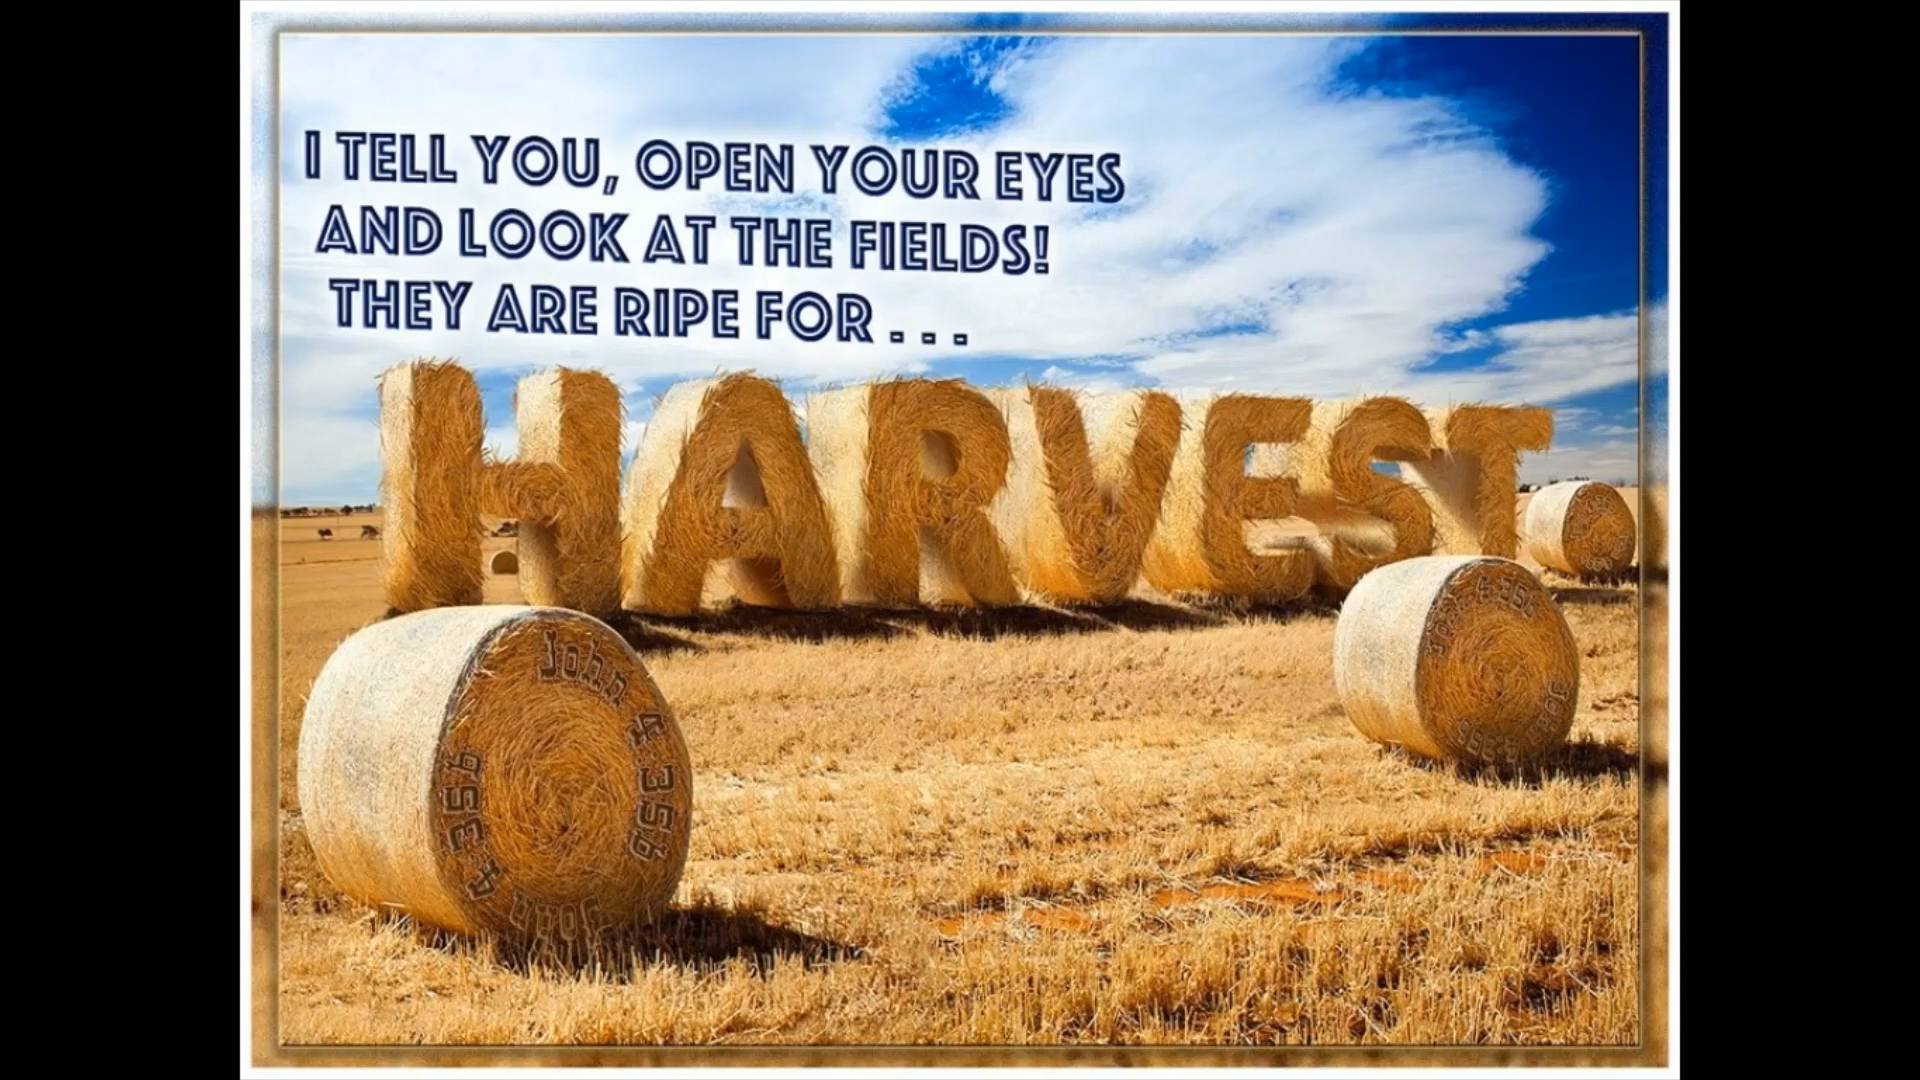 I TELL YOU, OPEN YOUR EYES
AND LOOK AT THE FIELDS!
THEY ARE RIPE FOR . . .
HARVEST
John 4 35b
John 4 35b
John 4:35b
John